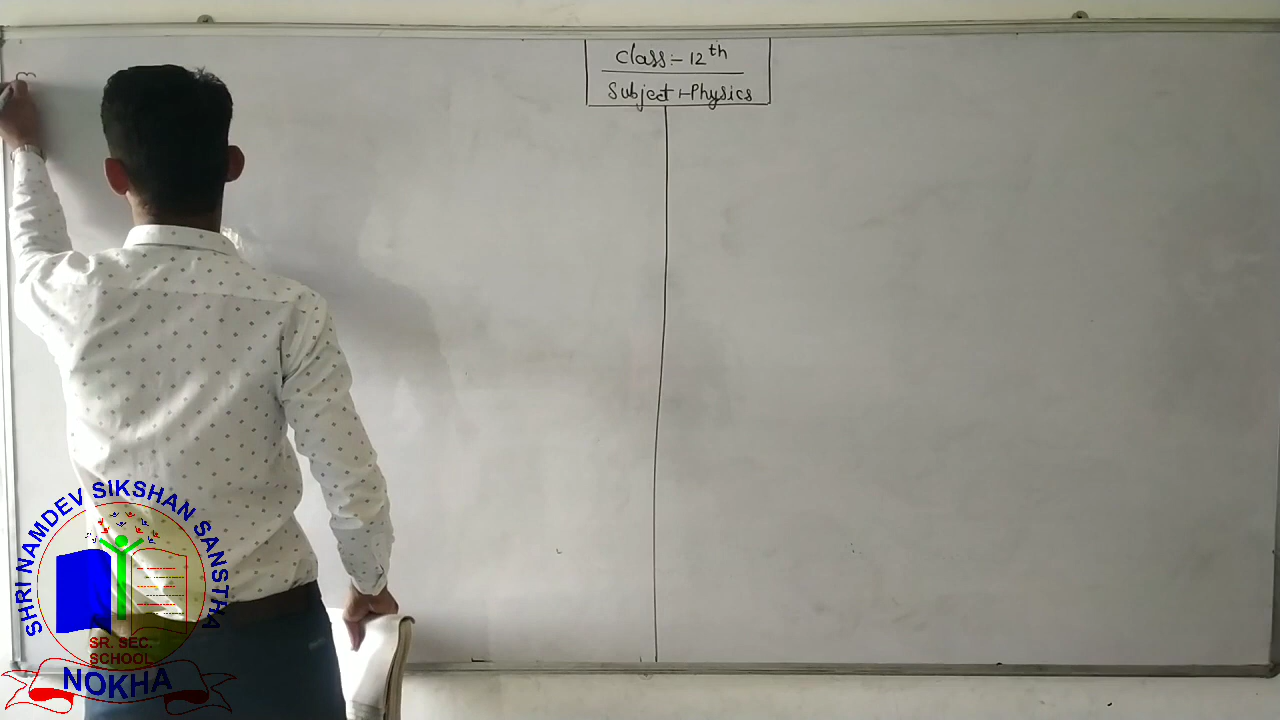 Class:- 12th
Subject :- Physics
SHRI NAMDEV SIKSHAN SANSTHA
SR. SEC.
SCHOOL
NOKHA